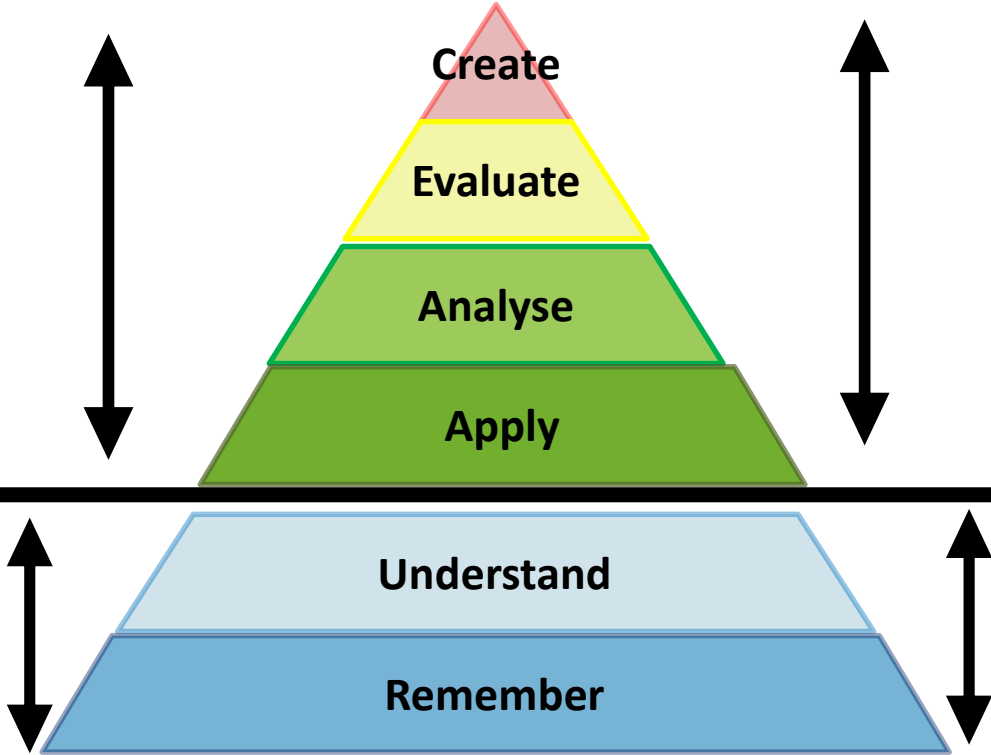 Create
Evaluate
Analyse
Apply
Understand
Remember